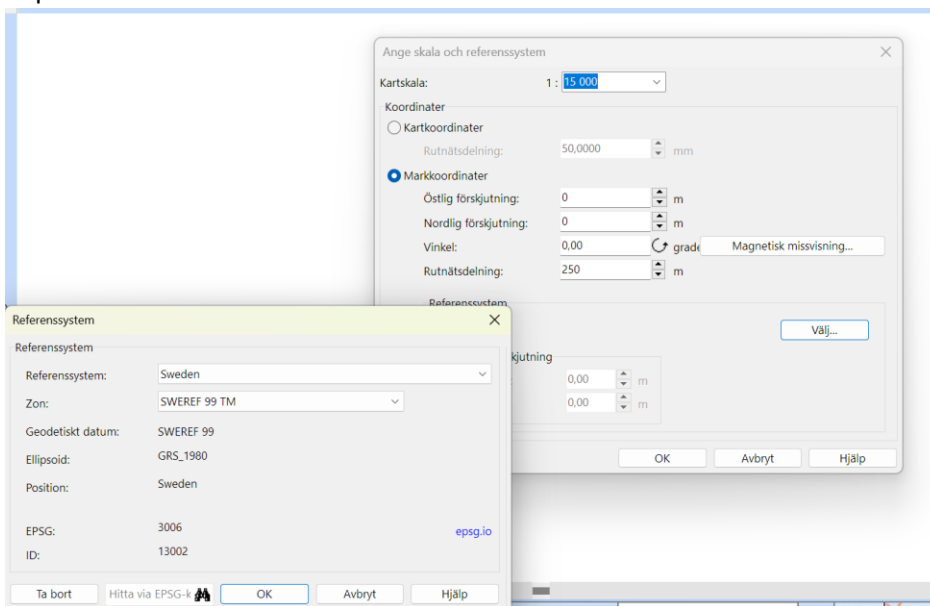 Ange skala och referenssystem
Kartskala: 1 : 15 000
Koordinater
Kartkoordinater
Rutnätsdelning: 50,0000 mm
Markkoordinater
Östlig förskjutning: 0 m
Nordlig förskjutning: 0 m
Vinkel: 0,00 grade Magnetisk missvisning...
Rutnätsdelning: 250 m
Referenssystem
Välj...
kjutning
0,00 m
0,00 m
OK Avbryt Hjälp
Referenssystem
Referenssystem
Referenssystem: Sweden
Zon: SWEREF 99 TM
Geodetiskt datum: SWEREF 99
Ellipsoid: GRS_1980
Position: Sweden
EPSG: 3006 epsg.io
ID: 13002
Ta bort Hitta via EPSG-k OK Avbryt Hjälp